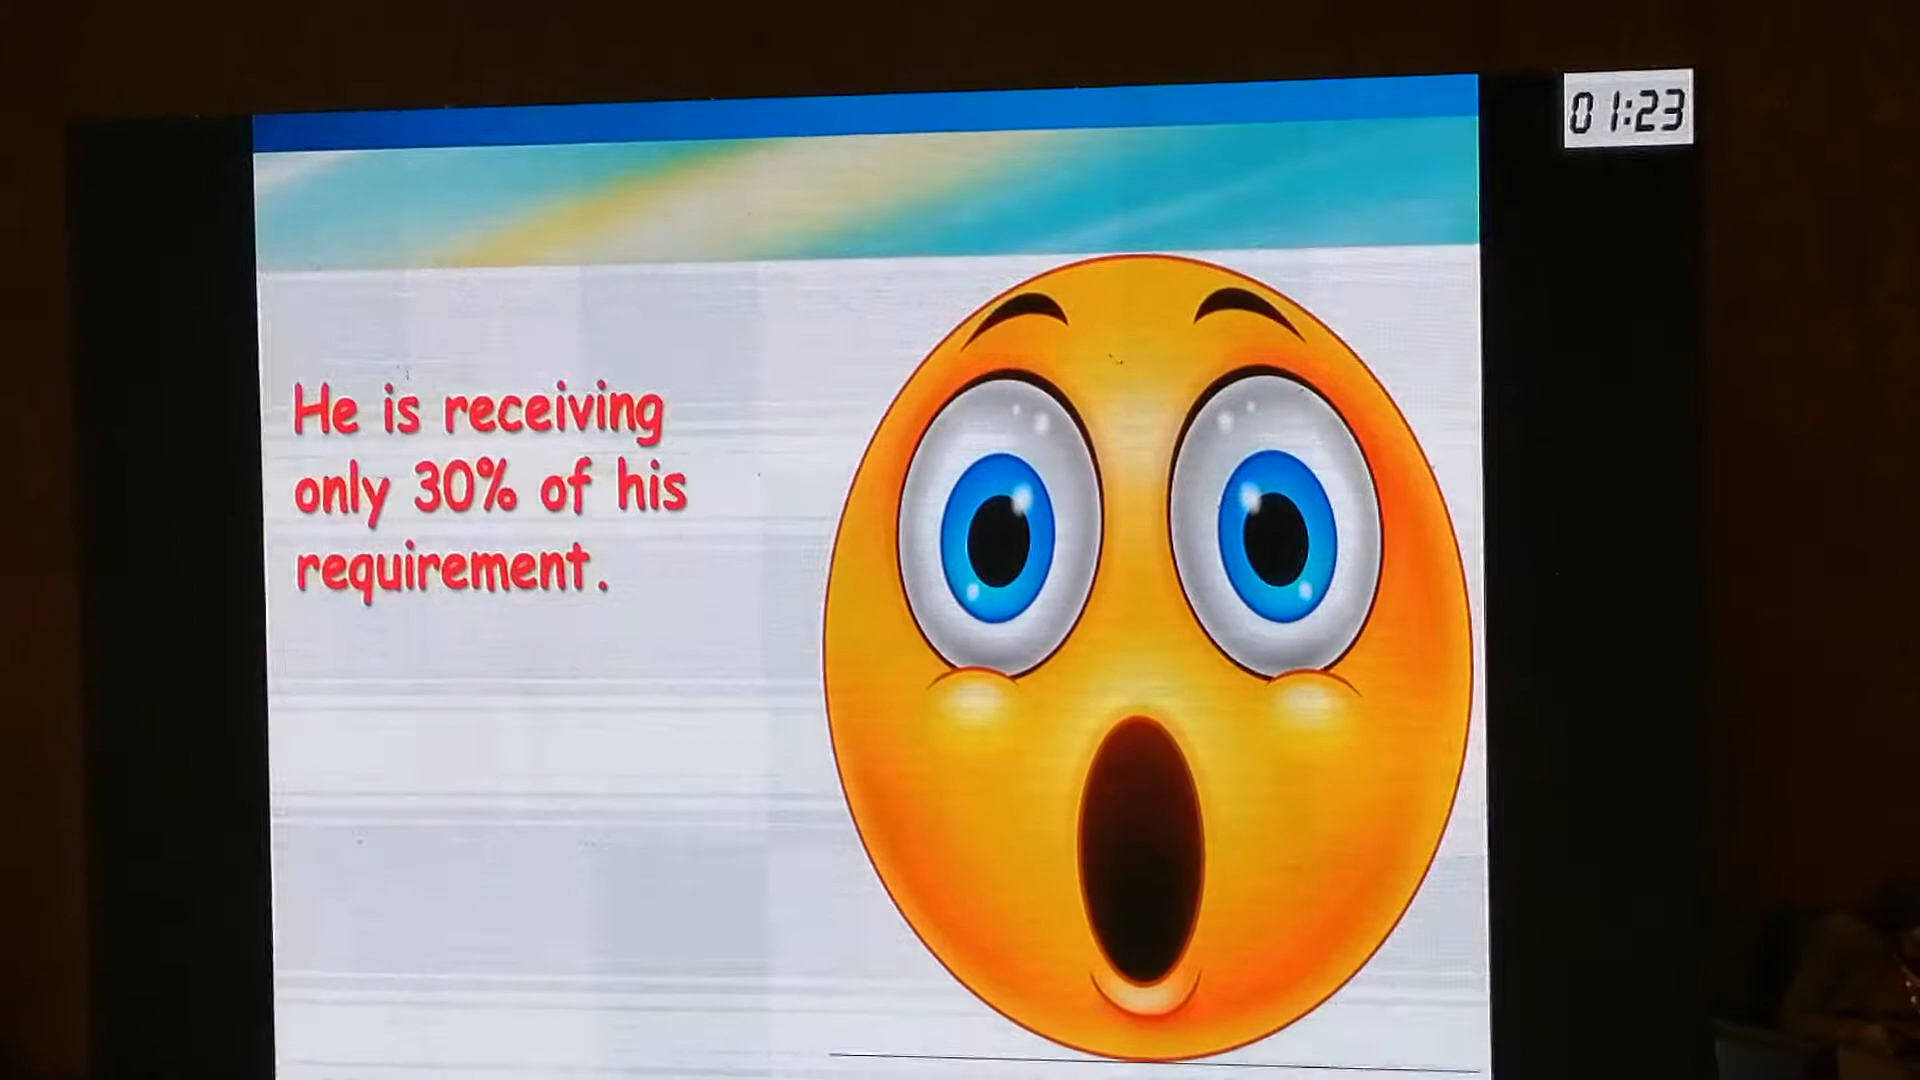 01:23
He is receiving
only 30% of his
requirement.